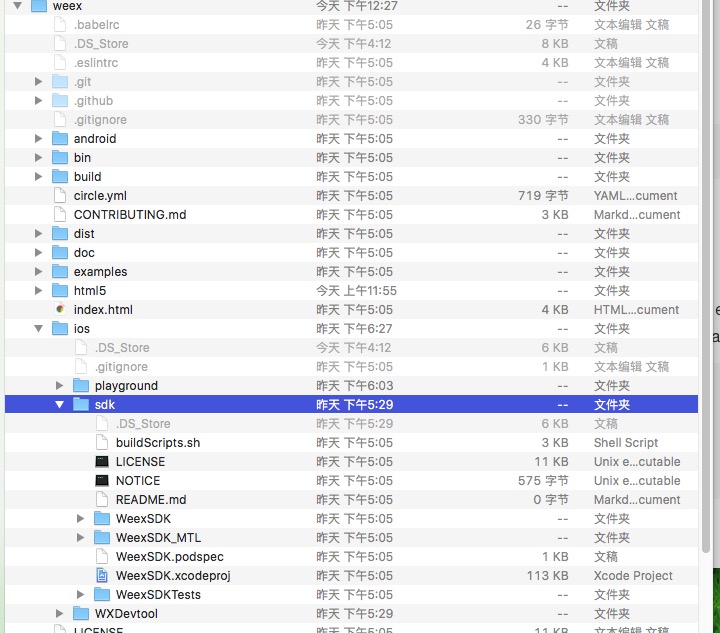 weex 今天 下午12:27 -- 文件夹
.babelrc 昨天 下午5:05 26 字节 文本编辑 文稿
.DS_Store 今天 下午4:12 8 KB 文稿
.eslintrc 昨天 下午5:05 4 KB 文本编辑 文稿
.git 昨天 下午5:05 -- 文件夹
.github 昨天 下午5:05 -- 文件夹
.gitignore 昨天 下午5:05 330 字节 文本编辑 文稿
android 昨天 下午5:05 -- 文件夹
bin 昨天 下午5:05 -- 文件夹
build 昨天 下午5:05 -- 文件夹
circle.yml 昨天 下午5:05 719 字节 YAML...cument
CONTRIBUTING.md 昨天 下午5:05 3 KB Markd...cument
dist 昨天 下午5:05 -- 文件夹
doc 昨天 下午5:05 -- 文件夹
examples 昨天 下午5:05 -- 文件夹
html5 今天 上午11:55 -- 文件夹
index.html 昨天 下午5:05 4 KB HTML...cument
ios 昨天 下午6:27 -- 文件夹
.DS_Store 今天 下午4:12 6 KB 文稿
.gitignore 昨天 下午5:05 1 KB 文本编辑 文稿
playground 昨天 下午6:03 -- 文件夹
sdk 昨天 下午5:29 -- 文件夹
.DS_Store 昨天 下午5:29 6 KB 文稿
buildScripts.sh 昨天 下午5:05 3 KB Shell Script
LICENSE 昨天 下午5:05 11 KB Unix e...cutable
NOTICE 昨天 下午5:05 575 字节 Unix e...cutable
README.md 昨天 下午5:05 0 字节 Markd...cument
WeexSDK 昨天 下午5:05 -- 文件夹
WeexSDK_MTL 昨天 下午5:05 -- 文件夹
WeexSDK.podspec 昨天 下午5:05 1 KB 文稿
WeexSDK.xcodeproj 昨天 下午5:05 113 KB Xcode Project
WeexSDKTests 昨天 下午5:05 -- 文件夹
WXDevtool 昨天 下午5:29 -- 文件夹
LICENSE 昨天 下午5:05 11 KB